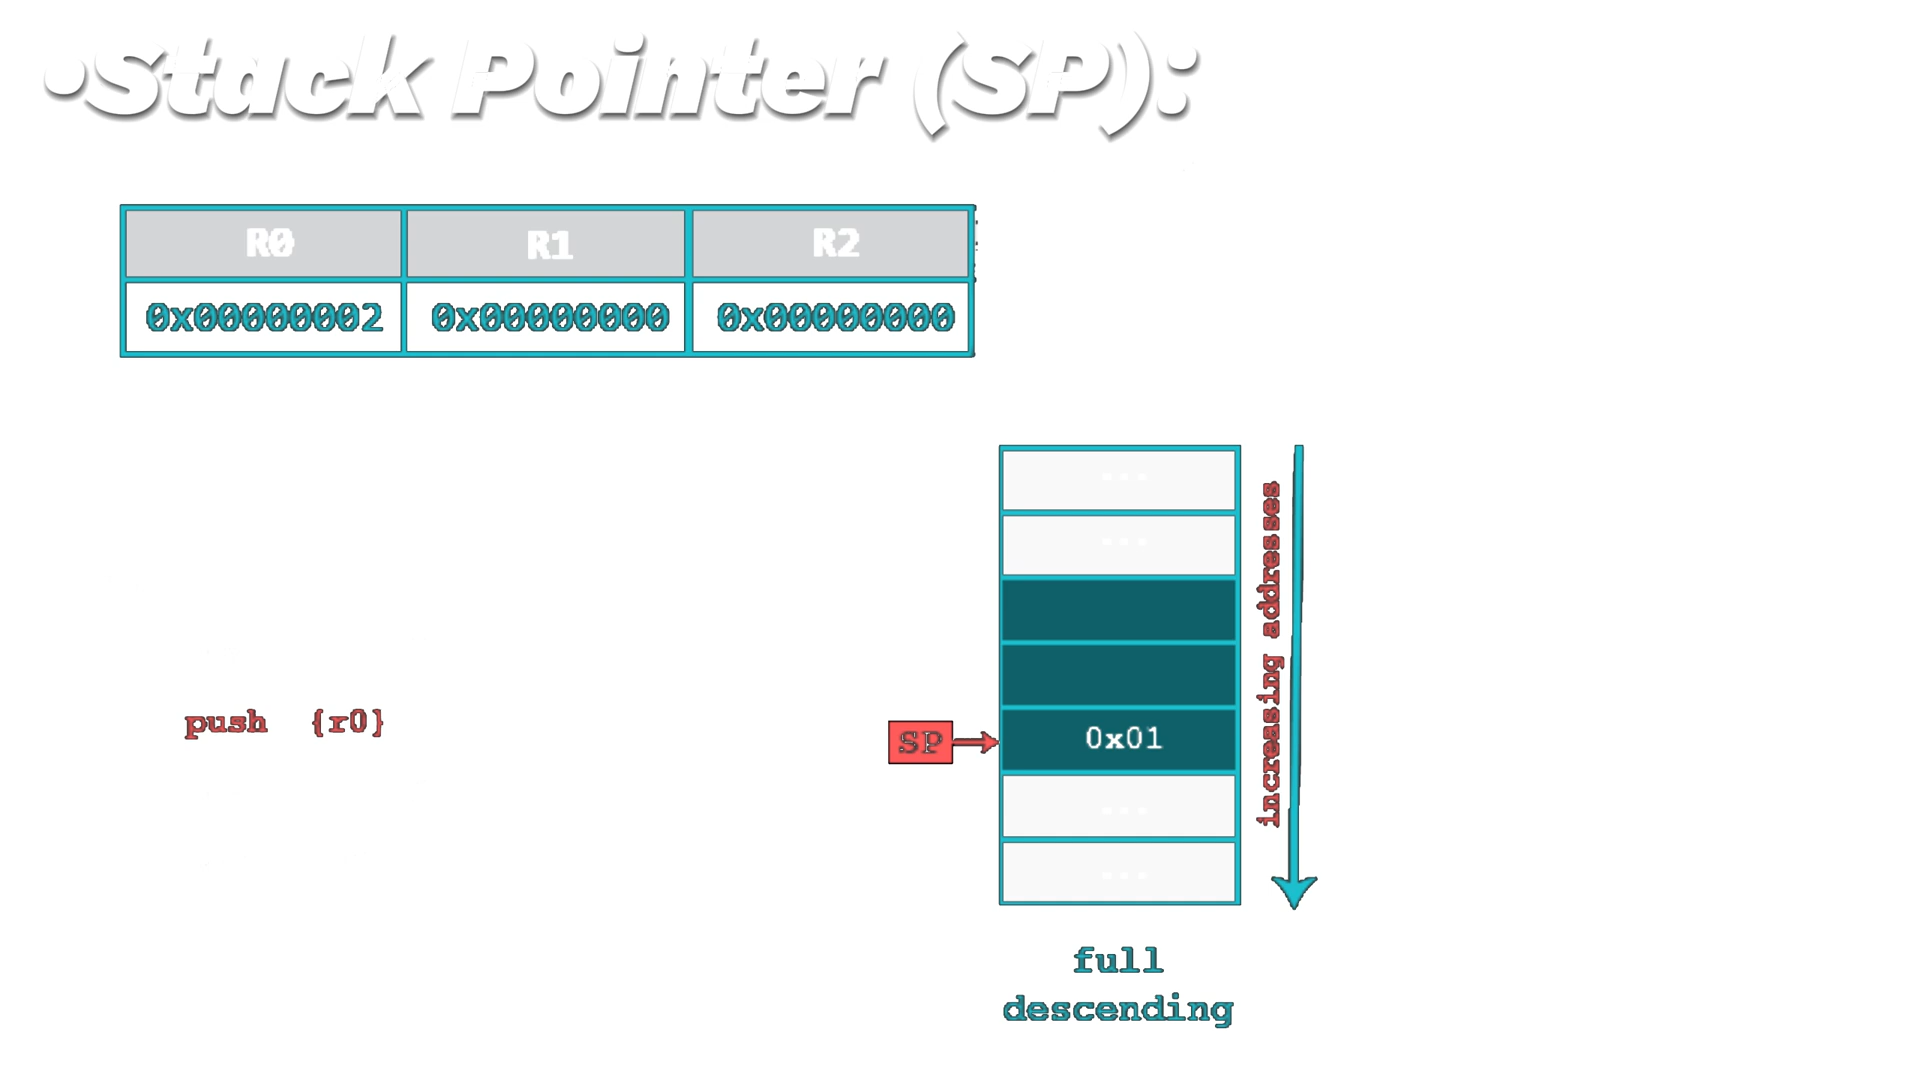 •Stack Pointer (SP):
R0 R1 R2
0x00000002 0x00000000 0x00000000
...
...
push {r0}
SP
0x01
...
...
increasing addresses
full
descending